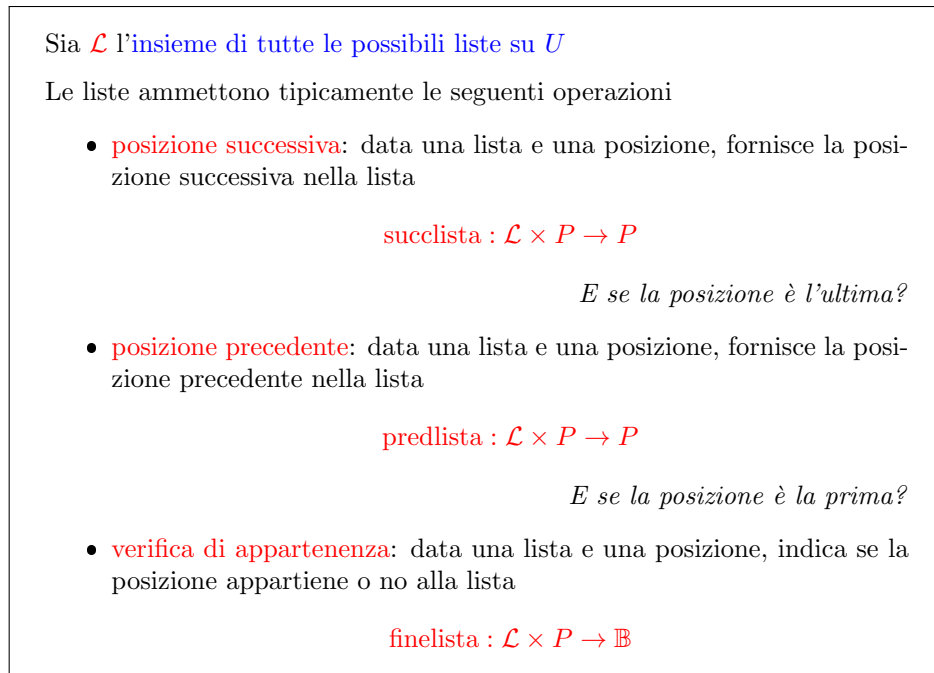 Sia ℒ l'insieme di tutte le possibili liste su U
Le liste ammettono tipicamente le seguenti operazioni
• posizione successiva: data una lista e una posizione, fornisce la posi-
zione successiva nella lista
succlista : ℒ × P → P
E se la posizione è l'ultima?
• posizione precedente: data una lista e una posizione, fornisce la posi-
zione precedente nella lista
predlista : ℒ × P → P
E se la posizione è la prima?
• verifica di appartenenza: data una lista e una posizione, indica se la
posizione appartiene o no alla lista
finelista : ℒ × P → 𝔹